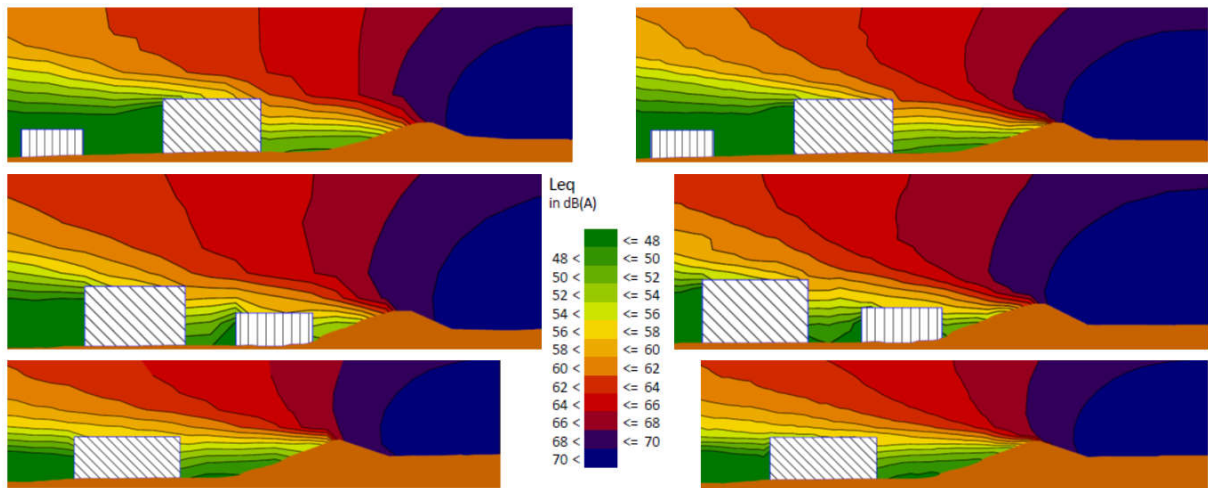 Leq
in dB(A)
<= 48
48 < <= 50
50 < <= 52
52 < <= 54
54 < <= 56
56 < <= 58
58 < <= 60
60 < <= 62
62 < <= 64
64 < <= 66
66 < <= 68
68 < <= 70
70 <